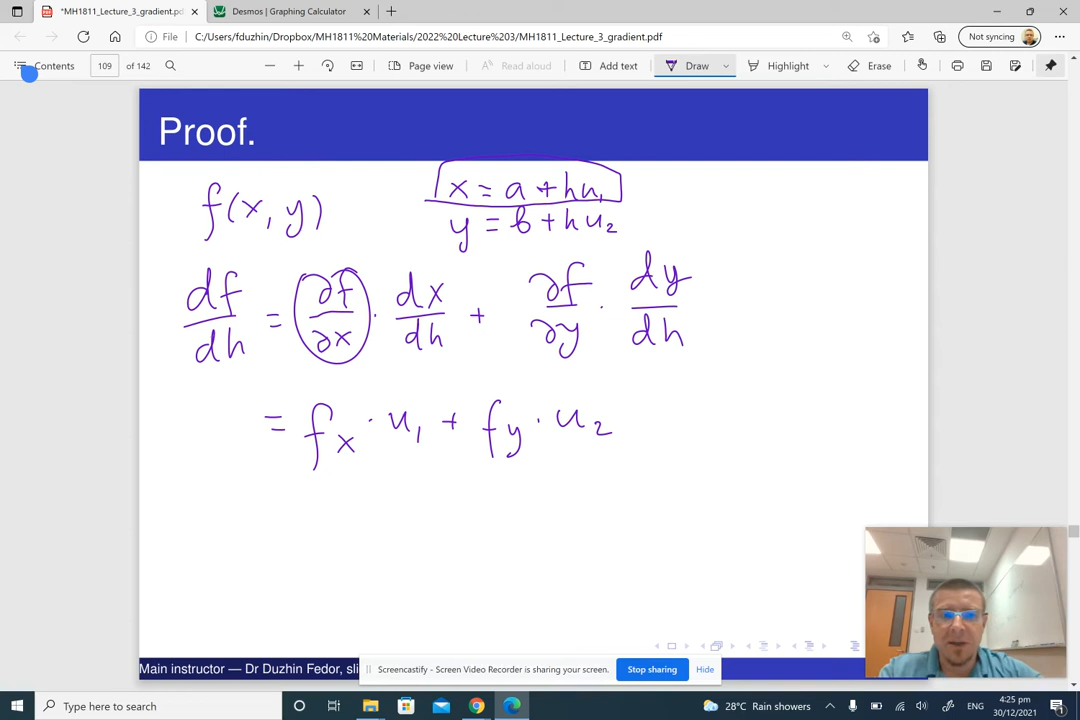 *MH1811_Lecture_3_gradient.pdf
Desmos | Graphing Calculator
File
C:/Users/fduzhin/Dropbox/MH1811%20Materials/2022%20Lecture%203/MH1811_Lecture_3_gradient.pdf
Not syncing
Contents
109 of 142
Page view
Read aloud
Add text
Draw
Highlight
Erase
Proof.
f(x, y)
x = a + hu₁
y = b + hu₂
df/dh = ∂f/∂x · dx/dh + ∂f/∂y · dy/dh
= fₓ · u₁ + f_y · u₂
Main instructor — Dr Duzhin Fedor, sli
Screencastify - Screen Video Recorder is sharing your screen.
Stop sharing
Hide
Type here to search
28°C Rain showers
ENG
4:25 pm
30/12/2021
1